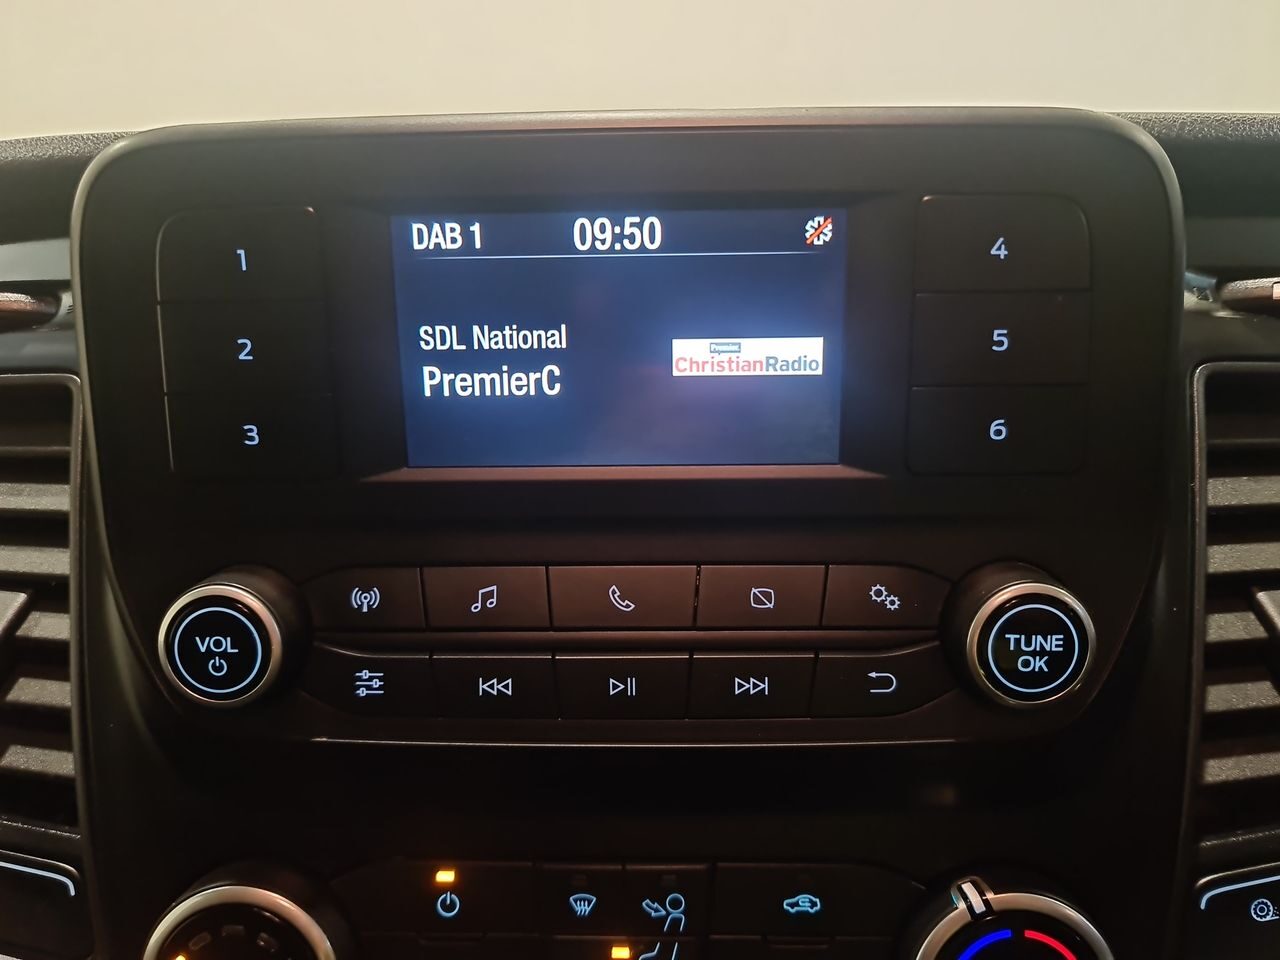 DAB 1 09:50
SDL National
PremierC
Premier
ChristianRadio
1
2
3
4
5
6
VOL
TUNE
OK